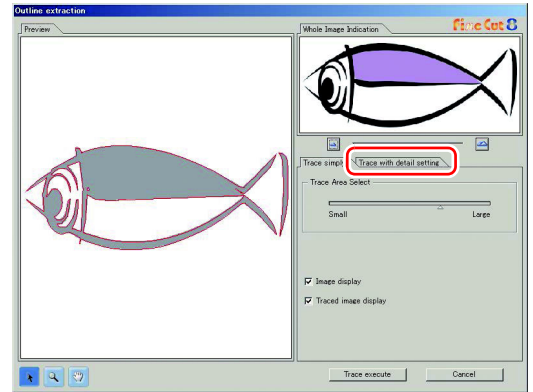 Outline extraction
Preview
Whole Image Indication
Fine Cut 8
Trace simply
Trace with detail setting
Trace Area Select
Small
Large
Image display
Traced image display
Trace execute
Cancel